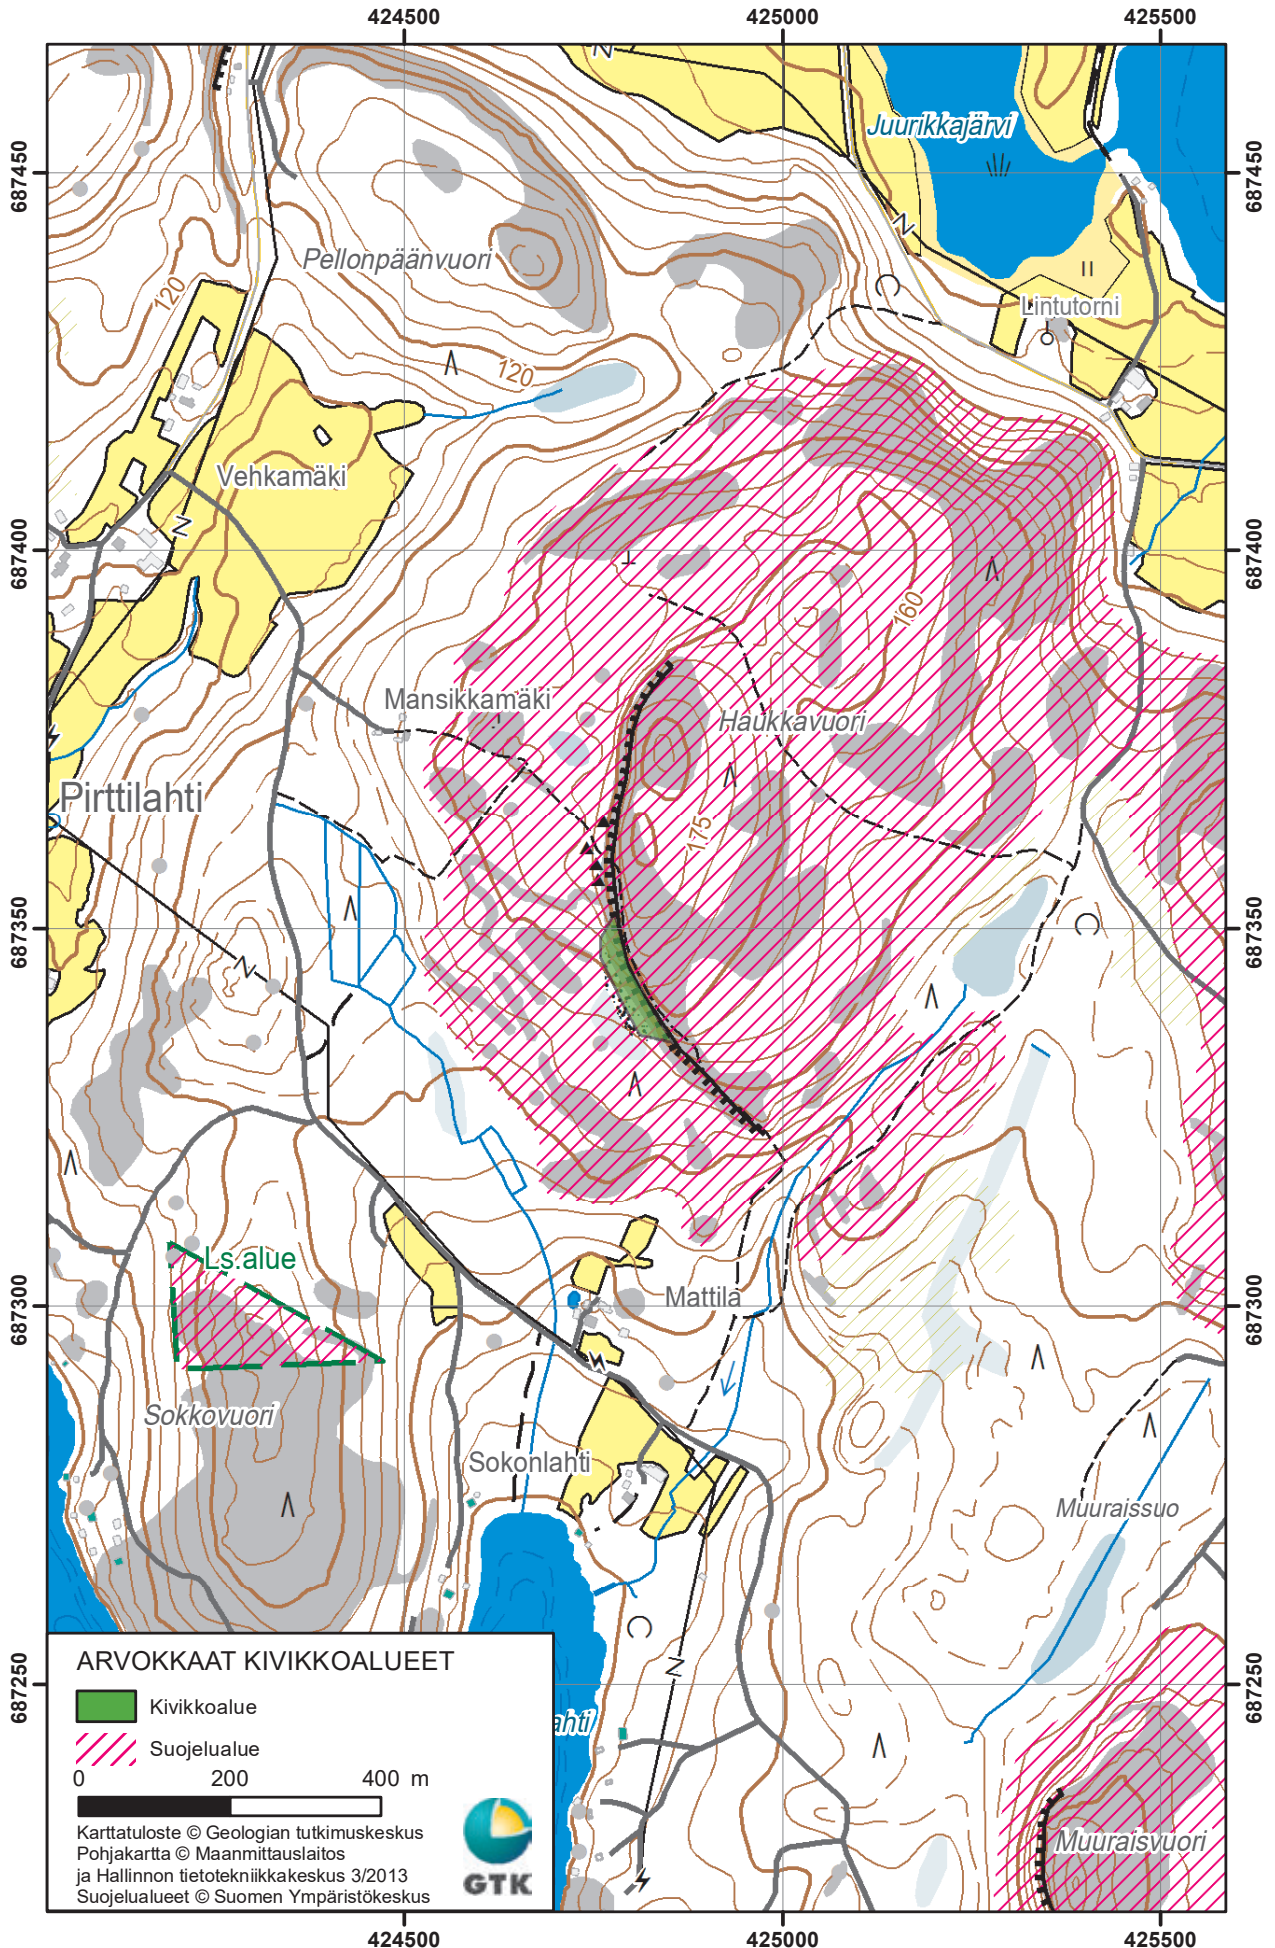 424500
425000
425500
687450
687450
Juurikkajärvi
N
N
Pellonpäänvuori
120
Lintutorni
120
Vehkamäki
N
687400
687400
160
Mansikkamäki
Haukkavuori
Pirttilahti
175
687350
687350
N
Ls.alue
687300
Mattila
687300
Sokkovuori
Sokonlahti
Muuraissuo
N
687250
687250
ahti
Muuraisvuori
ARVOKKAAT KIVIKKOALUEET
Kivikkoalue
Suojelualue
0 200 400 m
Karttatuloste © Geologian tutkimuskeskus
Pohjakartta © Maanmittauslaitos
ja Hallinnon tietotekniikkakeskus 3/2013
Suojelualueet © Suomen Ympäristökeskus
GTK
424500
425000
425500